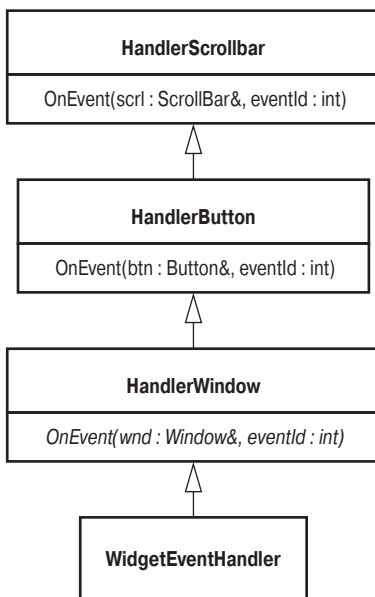 HandlerScrollbar
OnEvent(scrl : ScrollBar&, eventId : int)
HandlerButton
OnEvent(btn : Button&, eventId : int)
HandlerWindow
OnEvent(wnd : Window&, eventId : int)
WidgetEventHandler